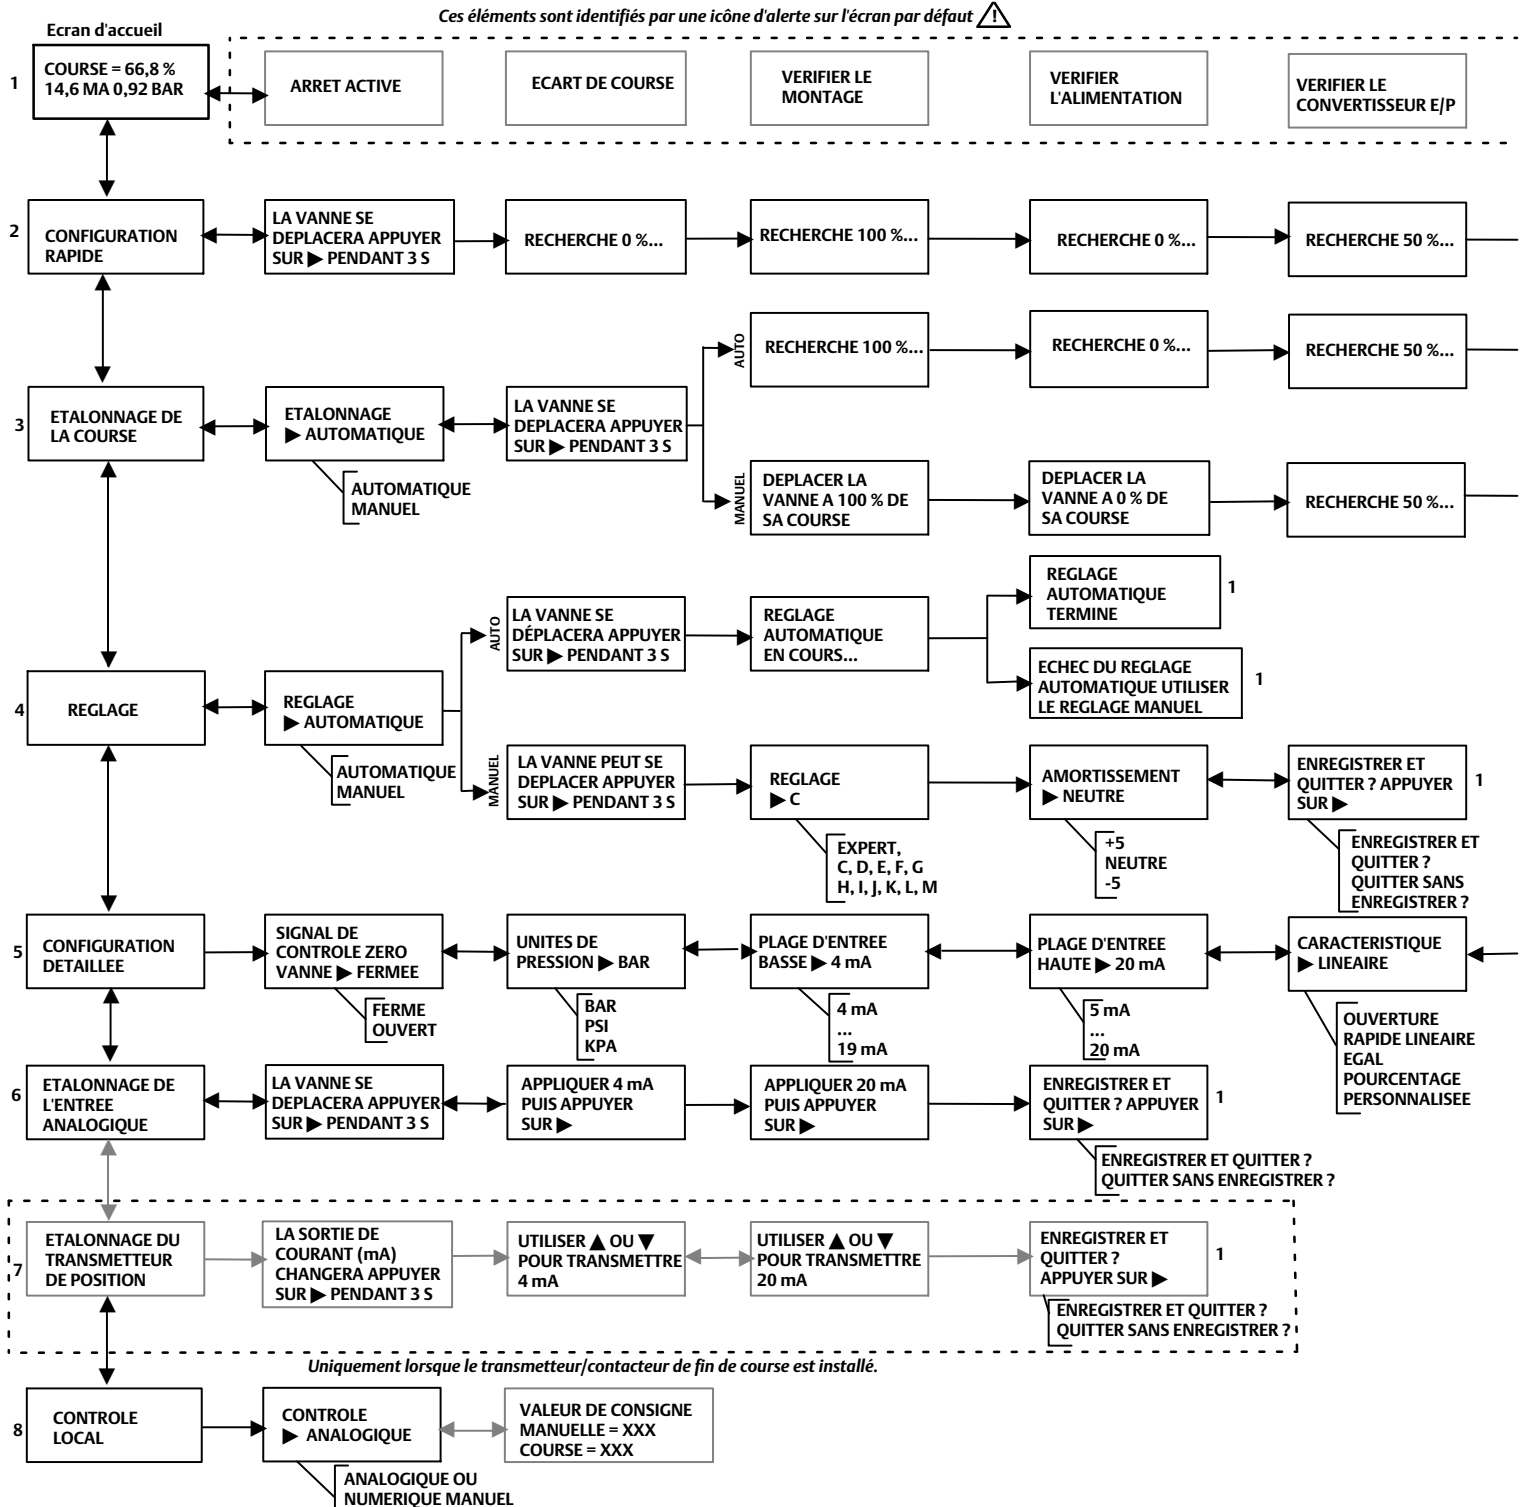 Ces éléments sont identifiés par une icône d'alerte sur l'écran par défaut
Ecran d'accueil
1
COURSE = 66,8 %
14,6 MA 0,92 BAR
ARRET ACTIVE
ECART DE COURSE
VERIFIER LE
MONTAGE
VERIFIER
L'ALIMENTATION
VERIFIER LE
CONVERTISSEUR E/P
2
CONFIGURATION
RAPIDE
LA VANNE SE
DEPLACERA APPUYER
SUR ▶ PENDANT 3 S
RECHERCHE 0 %...
RECHERCHE 100 %...
RECHERCHE 0 %...
RECHERCHE 50 %...
3
ETALONNAGE DE
LA COURSE
ETALONNAGE
▶ AUTOMATIQUE
AUTOMATIQUE
MANUEL
LA VANNE SE
DEPLACERA APPUYER
SUR ▶ PENDANT 3 S
AUTO
RECHERCHE 100 %...
RECHERCHE 0 %...
RECHERCHE 50 %...
MANUEL
DEPLACER LA
VANNE A 100 % DE
SA COURSE
DEPLACER LA
VANNE A 0 % DE
SA COURSE
RECHERCHE 50 %...
4
REGLAGE
REGLAGE
▶ AUTOMATIQUE
AUTOMATIQUE
MANUEL
AUTO
LA VANNE SE
DÉPLACERA APPUYER
SUR ▶ PENDANT 3 S
REGLAGE
AUTOMATIQUE
EN COURS...
REGLAGE
AUTOMATIQUE
TERMINE
1
ECHEC DU REGLAGE
AUTOMATIQUE UTILISER
LE REGLAGE MANUEL
1
MANUEL
LA VANNE PEUT SE
DEPLACER APPUYER
SUR ▶ PENDANT 3 S
REGLAGE
▶ C
EXPERT,
C, D, E, F, G
H, I, J, K, L, M
AMORTISSEMENT
▶ NEUTRE
+5
NEUTRE
-5
ENREGISTRER ET
QUITTER ? APPUYER
SUR ▶
1
ENREGISTRER ET
QUITTER ?
QUITTER SANS
ENREGISTRER ?
5
CONFIGURATION
DETAILLEE
SIGNAL DE
CONTROLE ZERO
VANNE ▶ FERMEE
FERME
OUVERT
UNITES DE
PRESSION ▶ BAR
BAR
PSI
KPA
PLAGE D'ENTREE
BASSE ▶ 4 mA
4 mA
...
19 mA
PLAGE D'ENTREE
HAUTE ▶ 20 mA
5 mA
...
20 mA
CARACTERISTIQUE
▶ LINEAIRE
OUVERTURE
RAPIDE LINEAIRE
EGAL
POURCENTAGE
PERSONNALISEE
6
ETALONNAGE DE
L'ENTREE
ANALOGIQUE
LA VANNE SE
DEPLACERA APPUYER
SUR ▶ PENDANT 3 S
APPLIQUER 4 mA
PUIS APPUYER
SUR ▶
APPLIQUER 20 mA
PUIS APPUYER
SUR ▶
ENREGISTRER ET
QUITTER ? APPUYER
SUR ▶
1
ENREGISTRER ET QUITTER ?
QUITTER SANS ENREGISTRER ?
7
ETALONNAGE DU
TRANSMETTEUR
DE POSITION
LA SORTIE DE
COURANT (mA)
CHANGERA APPUYER
SUR ▶ PENDANT 3 S
UTILISER ▲ OU ▼
POUR TRANSMETTRE
4 mA
UTILISER ▲ OU ▼
POUR TRANSMETTRE
20 mA
ENREGISTRER ET
QUITTER ?
APPUYER SUR ▶
1
ENREGISTRER ET QUITTER ?
QUITTER SANS ENREGISTRER ?
Uniquement lorsque le transmetteur/contacteur de fin de course est installé.
8
CONTROLE
LOCAL
CONTROLE
▶ ANALOGIQUE
ANALOGIQUE OU
NUMERIQUE MANUEL
VALEUR DE CONSIGNE
MANUELLE = XXX
COURSE = XXX